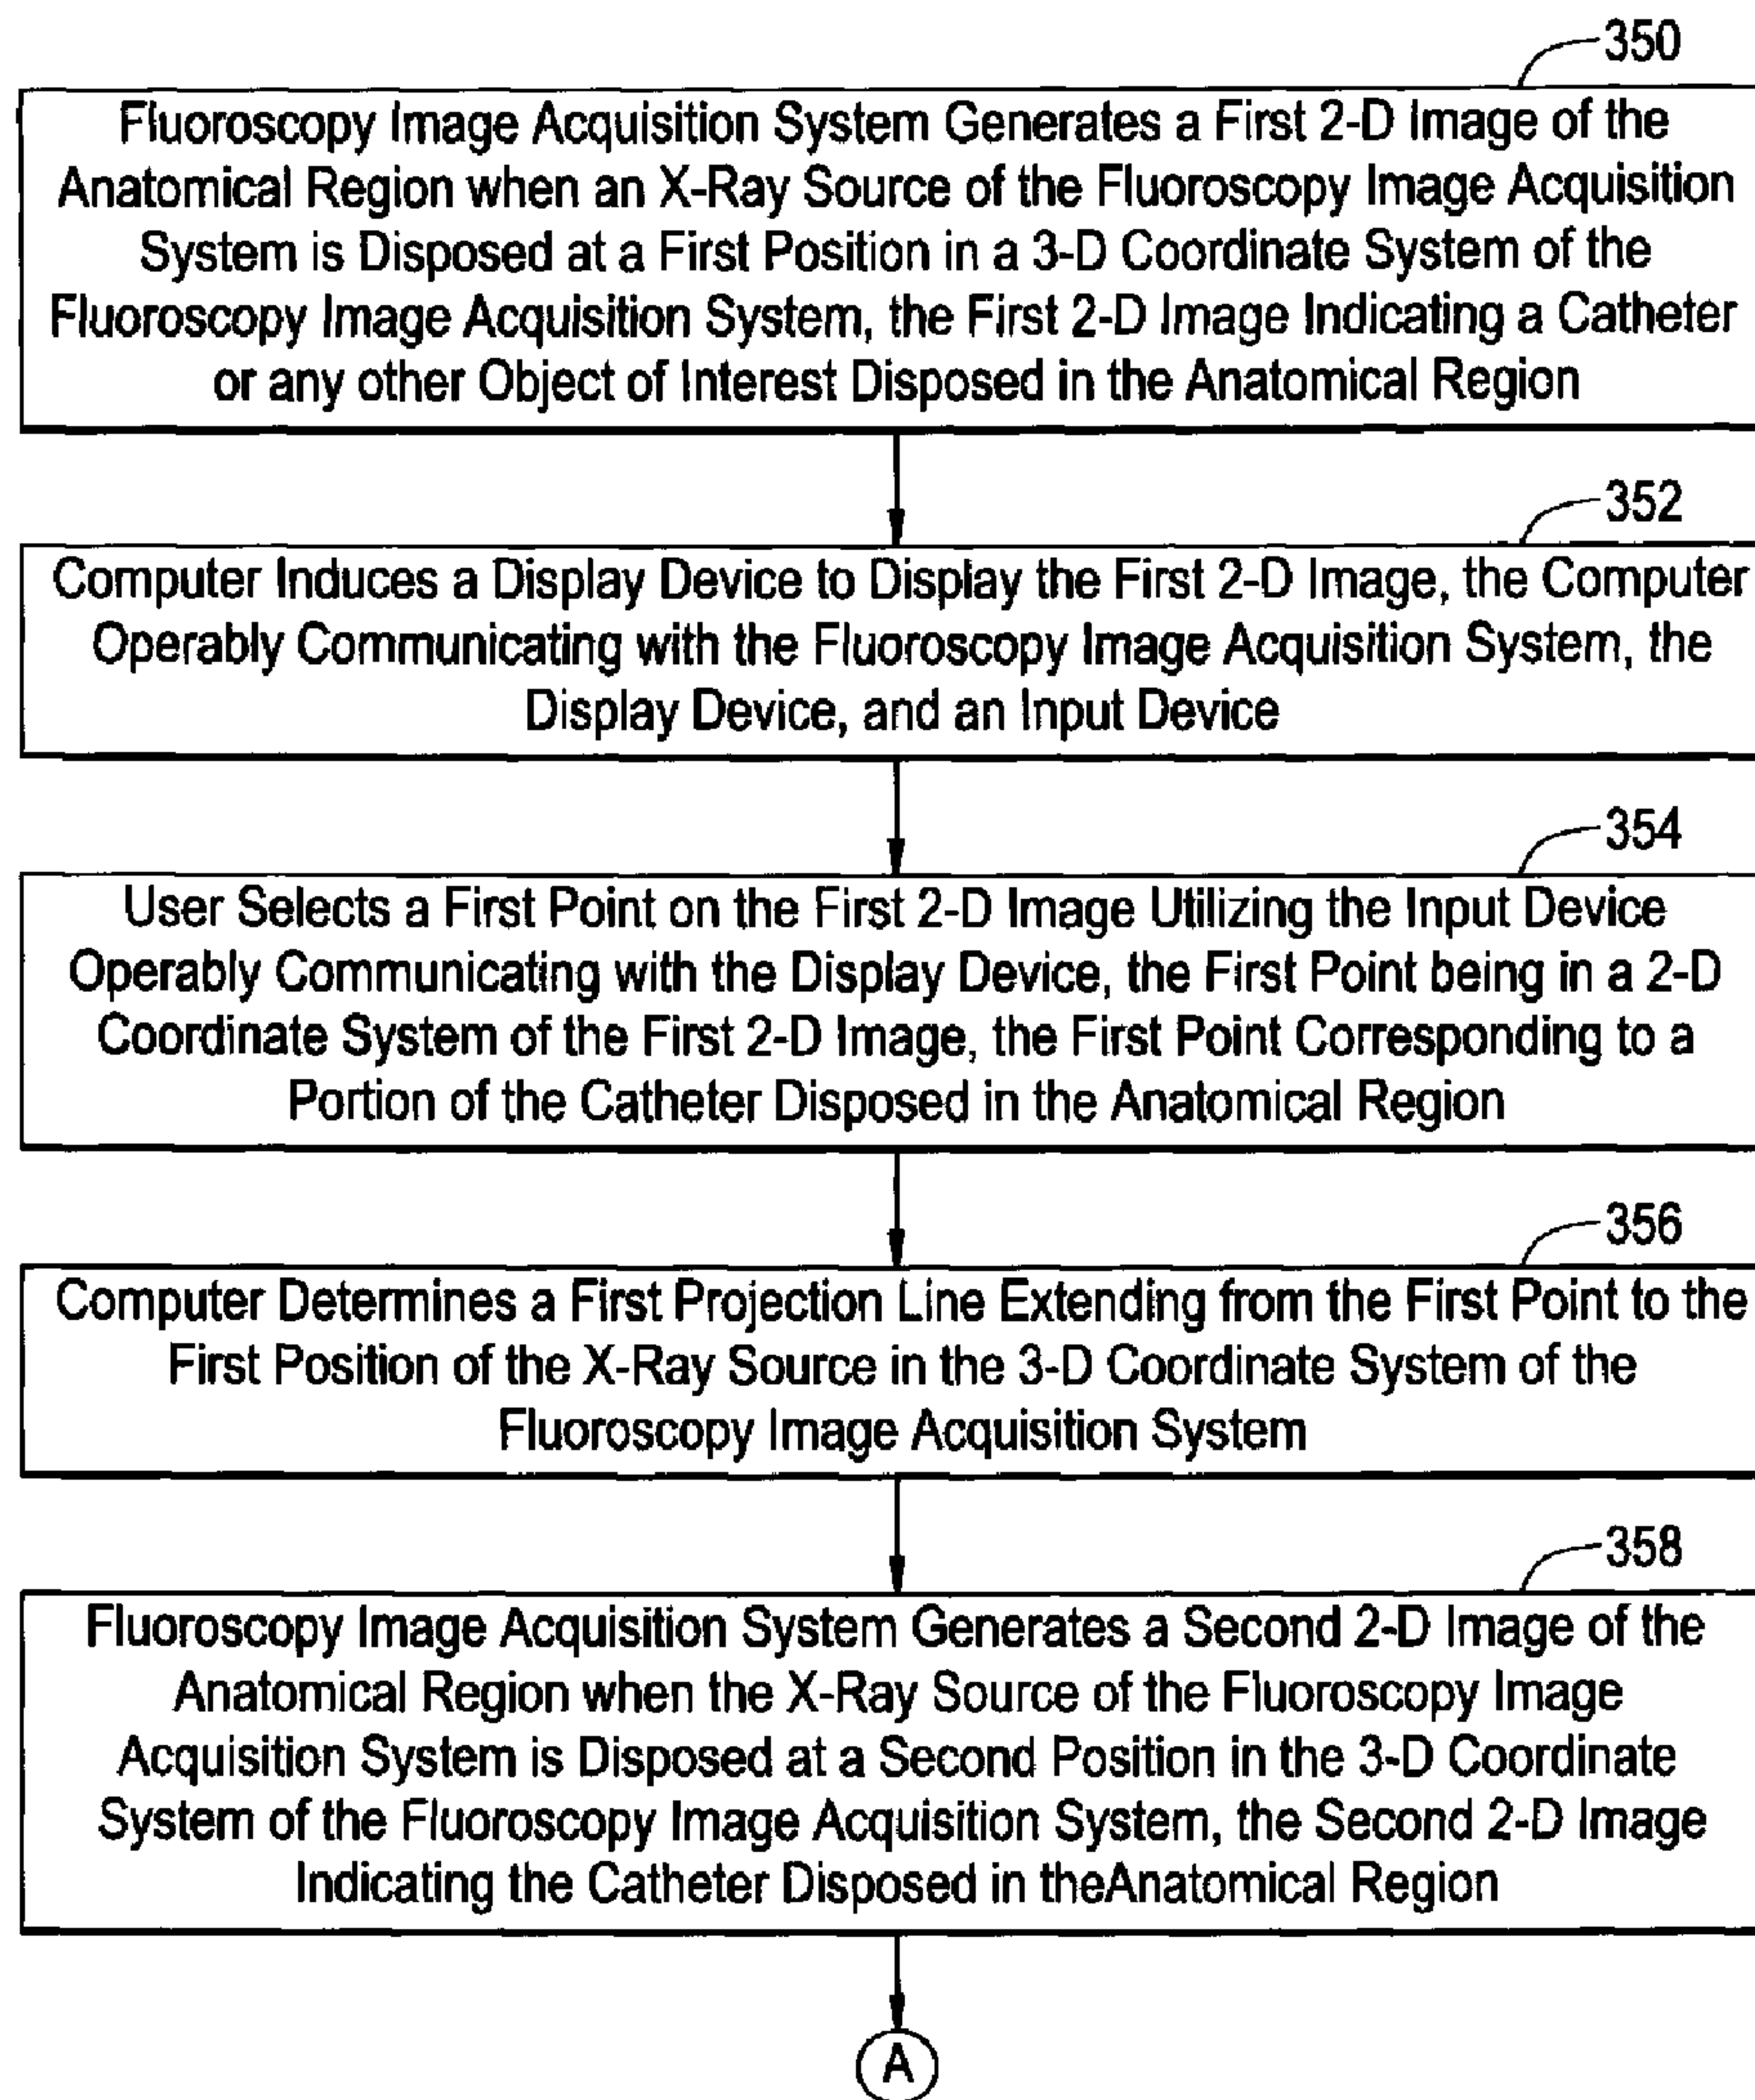 350
Fluoroscopy Image Acquisition System Generates a First 2-D Image of the
Anatomical Region when an X-Ray Source of the Fluoroscopy Image Acquisition
System is Disposed at a First Position in a 3-D Coordinate System of the
Fluoroscopy Image Acquisition System, the First 2-D Image Indicating a Catheter
or any other Object of Interest Disposed in the Anatomical Region
352
Computer Induces a Display Device to Display the First 2-D Image, the Computer
Operably Communicating with the Fluoroscopy Image Acquisition System, the
Display Device, and an Input Device
354
User Selects a First Point on the First 2-D Image Utilizing the Input Device
Operably Communicating with the Display Device, the First Point being in a 2-D
Coordinate System of the First 2-D Image, the First Point Corresponding to a
Portion of the Catheter Disposed in the Anatomical Region
356
Computer Determines a First Projection Line Extending from the First Point to the
First Position of the X-Ray Source in the 3-D Coordinate System of the
Fluoroscopy Image Acquisition System
358
Fluoroscopy Image Acquisition System Generates a Second 2-D Image of the
Anatomical Region when the X-Ray Source of the Fluoroscopy Image
Acquisition System is Disposed at a Second Position in the 3-D Coordinate
System of the Fluoroscopy Image Acquisition System, the Second 2-D Image
Indicating the Catheter Disposed in theAnatomical Region
A